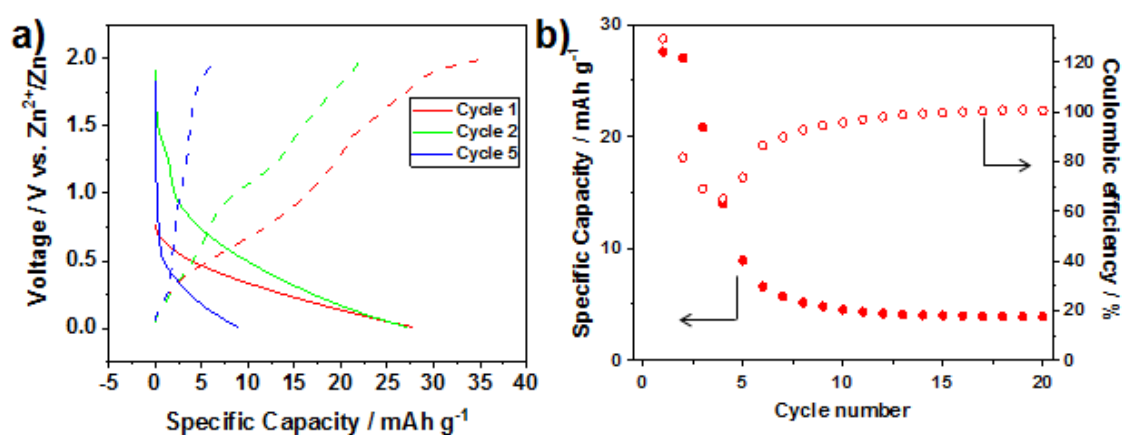 a)
2.0
1.5
1.0
0.5
0.0
Voltage / V vs. Zn²⁺/Zn
Cycle 1
Cycle 2
Cycle 5
-5 0 5 10 15 20 25 30 35 40
Specific Capacity / mAh g⁻¹
b)
30
25
20
15
10
5
0
Specific Capacity / mAh g⁻¹
120
100
80
60
40
20
0
Coulombic efficiency / %
0 5 10 15 20
Cycle number